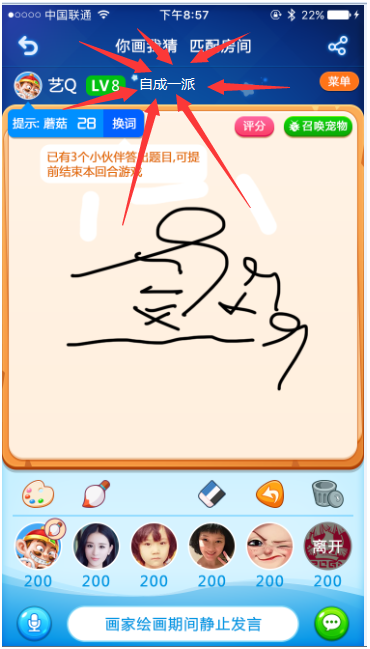 中国联通 下午8:57 22%
你画我猜 匹配房间
艺Q LV8 自成一派 菜单
提示: 蘑菇 28 换词 评分 召唤宠物
已有3个小伙伴答出题目,可提
前结束本回合游戏
离开
200 200 200 200 200 200
画家绘画期间静止发言